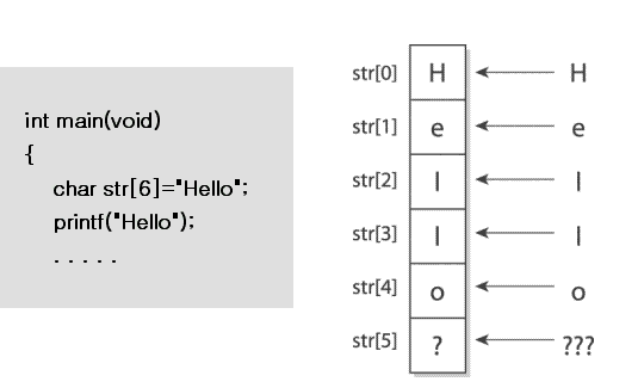 int main(void)
{
char str[6]="Hello";
printf("Hello");
. . . . .
str[0] H H
str[1] e e
str[2] l l
str[3] l l
str[4] o o
str[5] ? ???